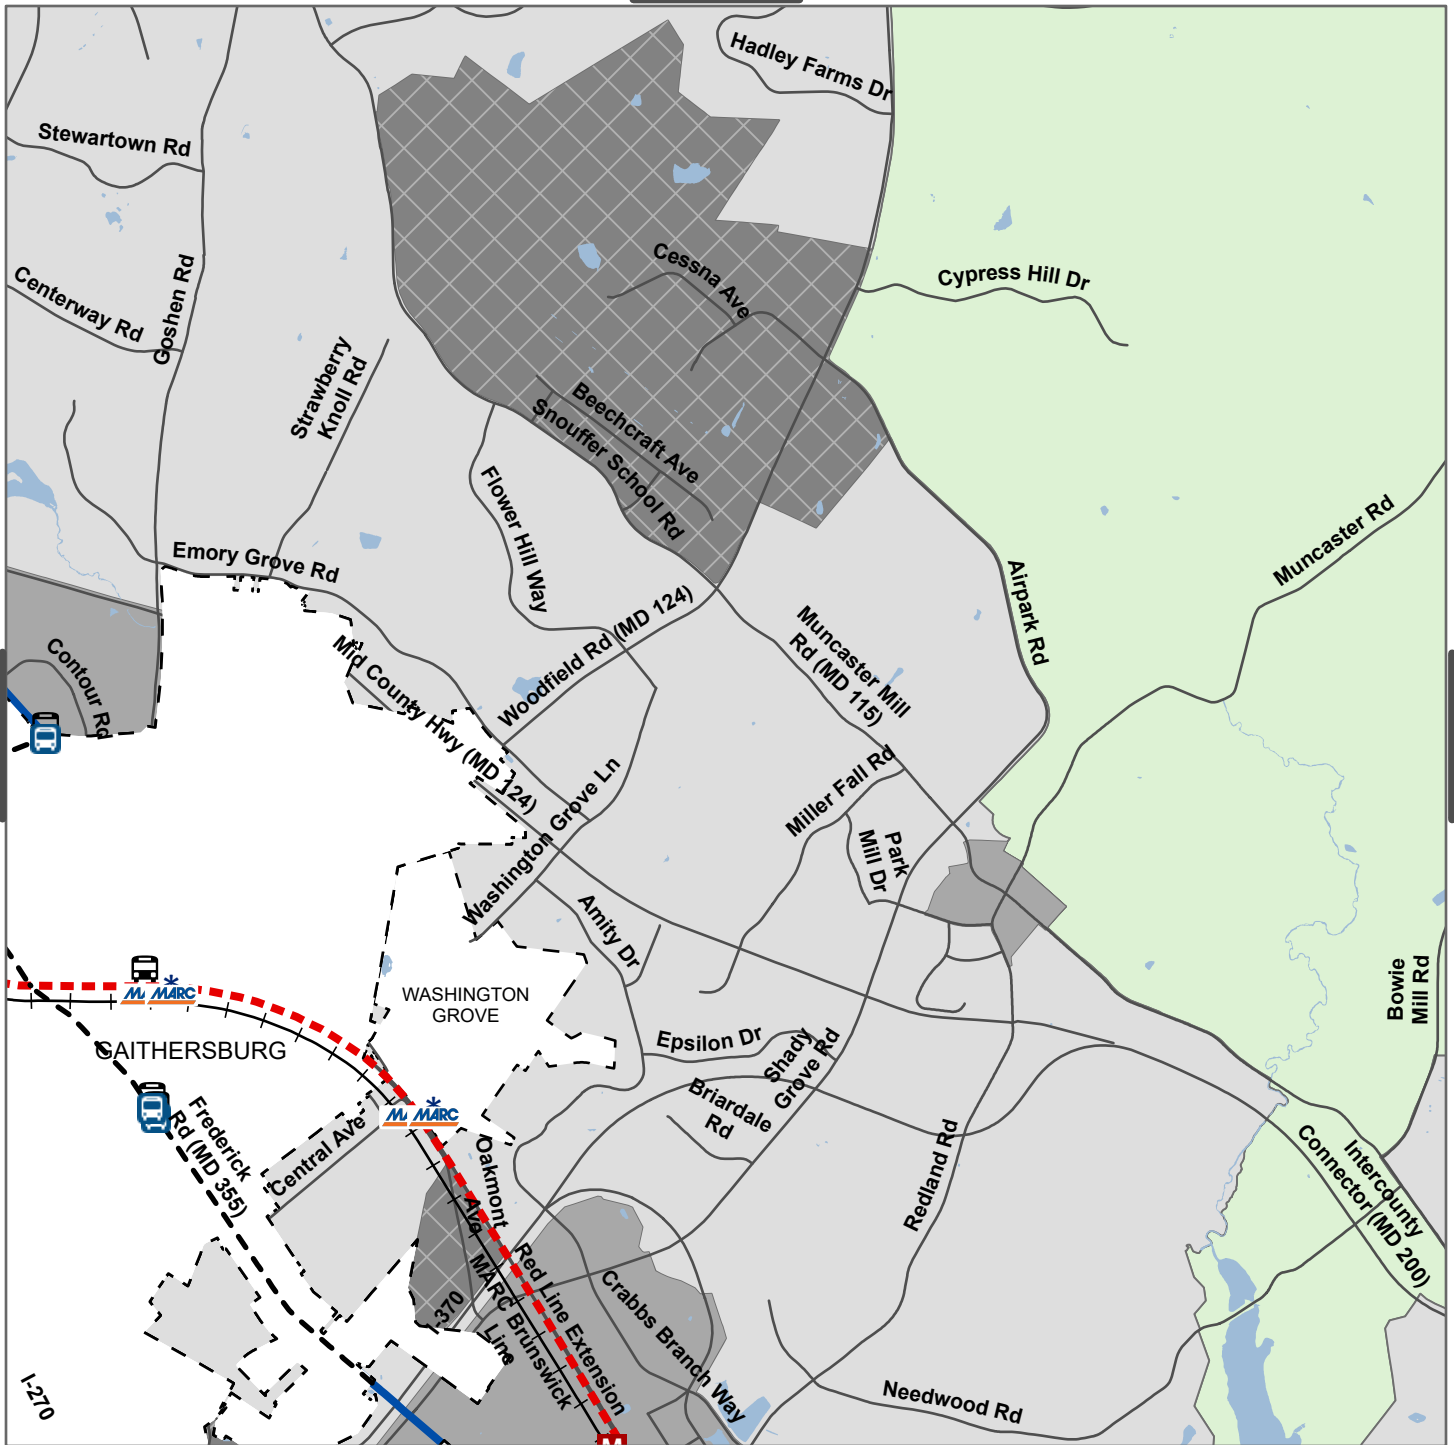 Hadley Farms Dr
Stewartown Rd
Cessna Ave
Cypress Hill Dr
Goshen Rd
Centerway Rd
Strawberry
Knoll Rd
Beechcraft Ave
Snouffer School Rd
Flower Hill Way
Muncaster Rd
Emory Grove Rd
Airpark Rd
Woodfield Rd (MD 124)
Muncaster Mill
Rd (MD 115)
Contour Rd
Mid County Hwy (MD 124)
Miller Fall Rd
Washington Grove Ln
Park
Mill Dr
Amity Dr
Bowie
Mill Rd
MARC
WASHINGTON
GROVE
GAITHERSBURG
Epsilon Dr
Shady
Grove Rd
Briardale
Rd
MARC
Frederick
Rd (MD 355)
Central Ave
Oakmont
Ave
Redland Rd
Intercounty
Connector (MD 200)
Red Line Extension
MARC Brunswick
Line
-370
Crabbs Branch Way
Needwood Rd
I-270
M